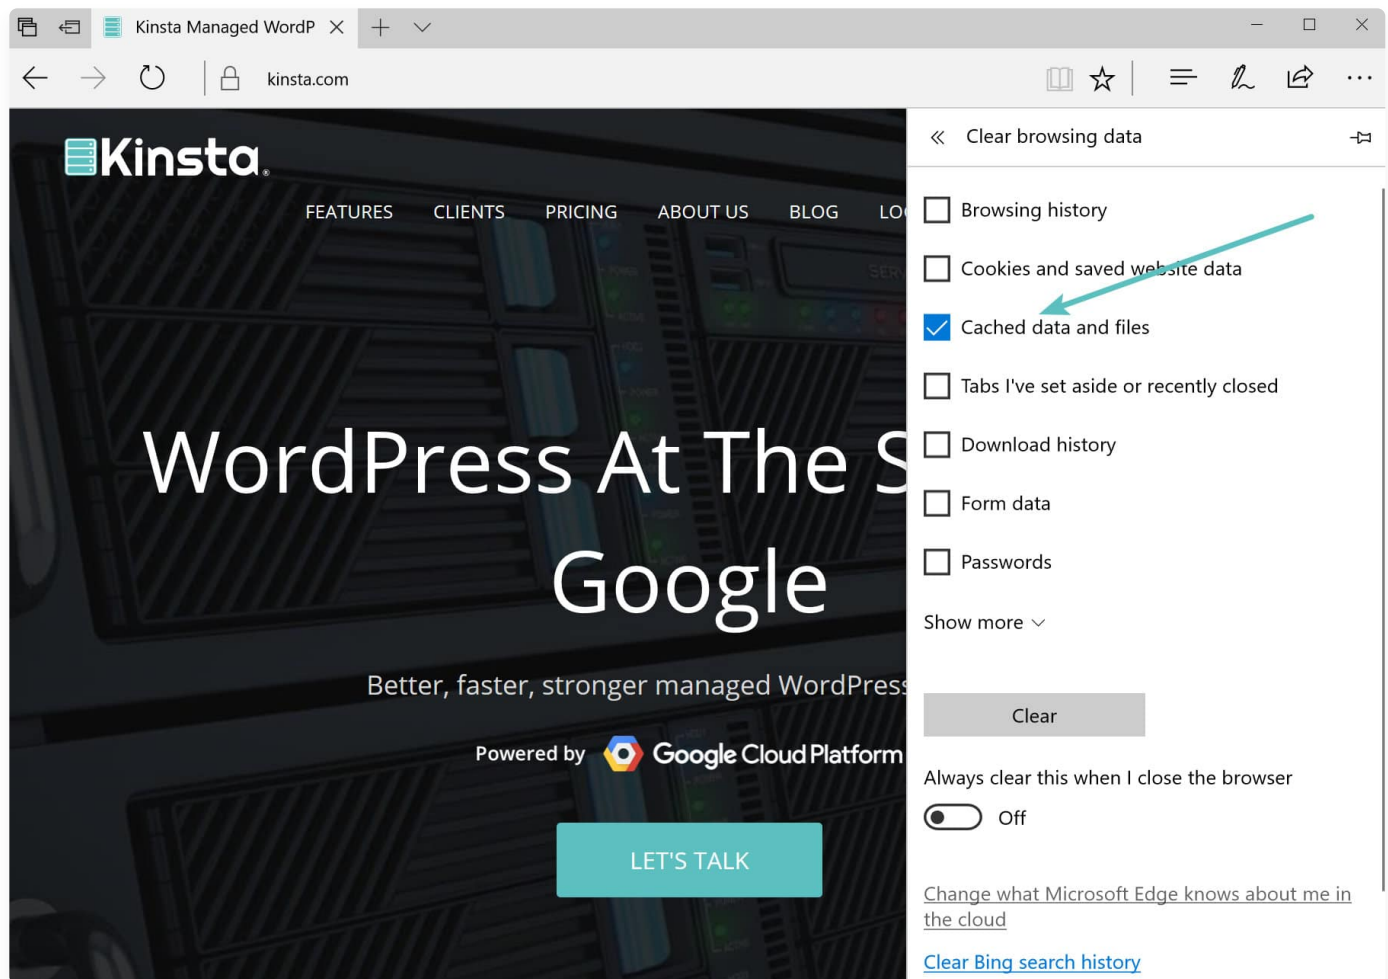 Kinsta Managed WordP
kinsta.com
Kinsta®
FEATURES CLIENTS PRICING ABOUT US BLOG
WordPress At The S
Google
Better, faster, stronger managed WordPress
Powered by Google Cloud Platform
LET'S TALK
Clear browsing data
Browsing history
Cookies and saved website data
Cached data and files
Tabs I've set aside or recently closed
Download history
Form data
Passwords
Show more
Clear
Always clear this when I close the browser
Off
Change what Microsoft Edge knows about me in
the cloud
Clear Bing search history